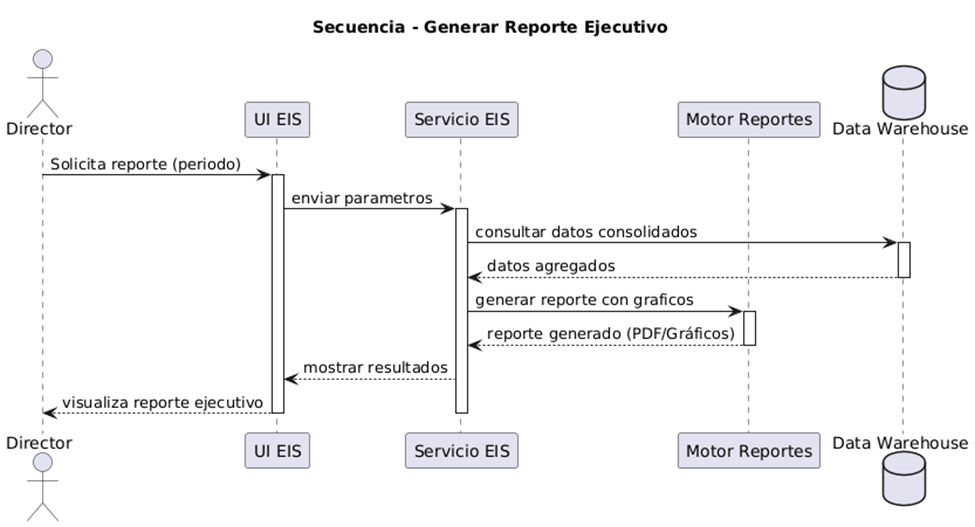 Secuencia - Generar Reporte Ejecutivo
Director
UI EIS
Servicio EIS
Motor Reportes
Data Warehouse
Solicita reporte (periodo)
enviar parametros
consultar datos consolidados
datos agregados
generar reporte con graficos
reporte generado (PDF/Gráficos)
mostrar resultados
visualiza reporte ejecutivo
Director
UI EIS
Servicio EIS
Motor Reportes
Data Warehouse